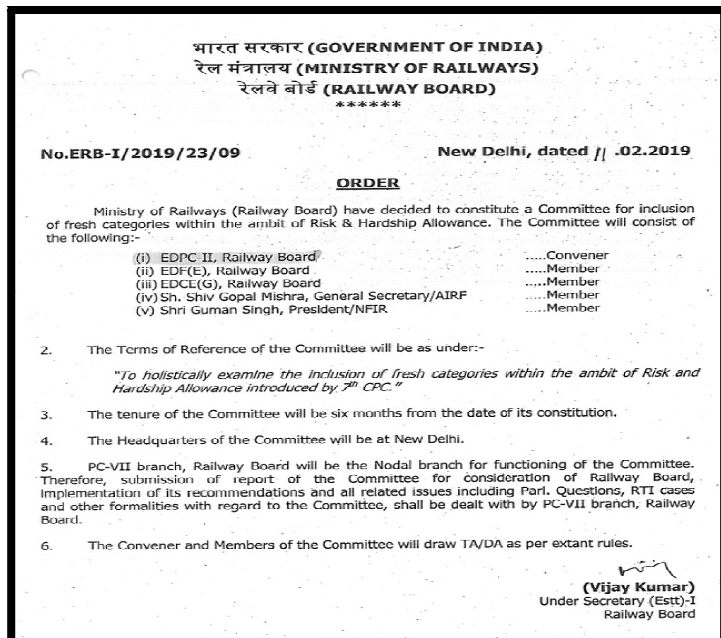 भारत सरकार (GOVERNMENT OF INDIA)
रेल मंत्रालय (MINISTRY OF RAILWAYS)
रेलवे बोर्ड (RAILWAY BOARD)
******
No.ERB-I/2019/23/09 New Delhi, dated 11 .02.2019
ORDER
Ministry of Railways (Railway Board) have decided to constitute a Committee for inclusion
of fresh categories within the ambit of Risk & Hardship Allowance. The Committee will consist of
the following:-
(i) EDPC-II, Railway Board .....Convener
(ii) EDF(E), Railway Board .....Member
(iii) EDCE(G), Railway Board .....Member
(iv) Sh. Shiv Gopal Mishra, General Secretary/AIRF .....Member
(v) Shri Guman Singh, President/NFIR .....Member
2. The Terms of Reference of the Committee will be as under:-
"To holistically examine the inclusion of fresh categories within the ambit of Risk and
Hardship Allowance introduced by 7th CPC."
3. The tenure of the Committee will be six months from the date of its constitution.
4. The Headquarters of the Committee will be at New Delhi.
5. PC-VII branch, Railway Board will be the Nodal branch for functioning of the Committee.
Therefore, submission of report of the Committee for consideration of Railway Board,
Implementation of its recommendations and all related issues including Parl. Questions, RTI cases
and other formalities with regard to the Committee, shall be dealt with by PC-VII branch, Railway
Board.
6. The Convener and Members of the Committee will draw TA/DA as per extant rules.
(Vijay Kumar)
Under Secretary (Estt)-I
Railway Board